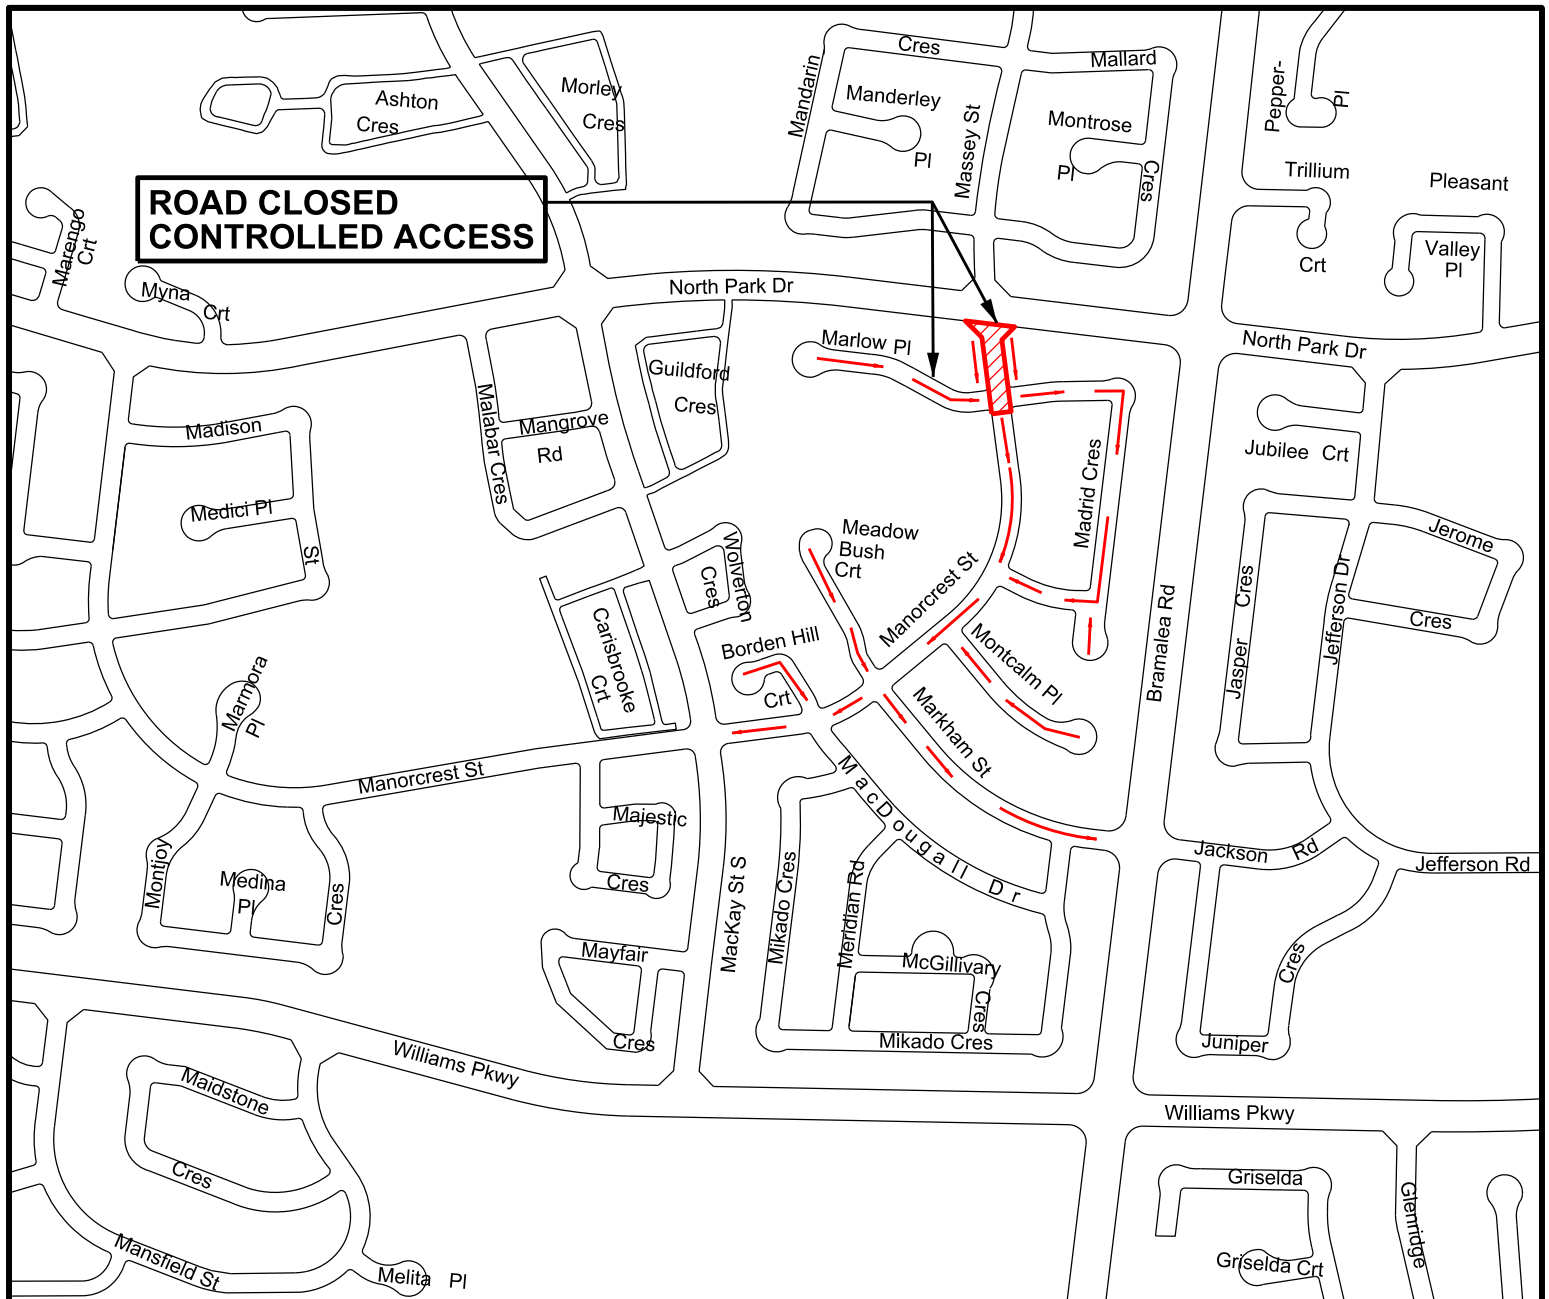 Cres
Mallard
Pepper-
Pl
Mandarin
Manderley
Pl
Massey St
Montrose
Pl
Cres
Morley
Cres
Ashton
Cres
Trillium
Crt
Pleasant
Valley
Pl
ROAD CLOSED
CONTROLLED ACCESS
Marengo
Crt
Myna
Crt
North Park Dr
North Park Dr
Marlow Pl
Guildford
Cres
Malabar Cres
Mangrove
Rd
Madison
St
Medici Pl
Jubilee Crt
Madrid Cres
Jerome
Cres
Jefferson Dr
Jasper
Cres
Meadow
Bush
Crt
Wolverton
Cres
Manorcrest St
Bramalea Rd
Carisbrooke
Crt
Borden Hill
Crt
Montcalm Pl
Markham St
Marmora
Pl
Manorcrest St
MacDougall Dr
Majestic
Cres
Montjoy
Cres
Medina
Pl
Jackson Rd
Jefferson Rd
MacKay St S
Mikado Cres
Meridian Rd
McGillivary
Cres
Mikado Cres
Mayfair
Cres
Cres
Juniper
Williams Pkwy
Williams Pkwy
Maidstone
Cres
Mansfield St
Melita Pl
Griselda
Griselda Crt
Glenridge